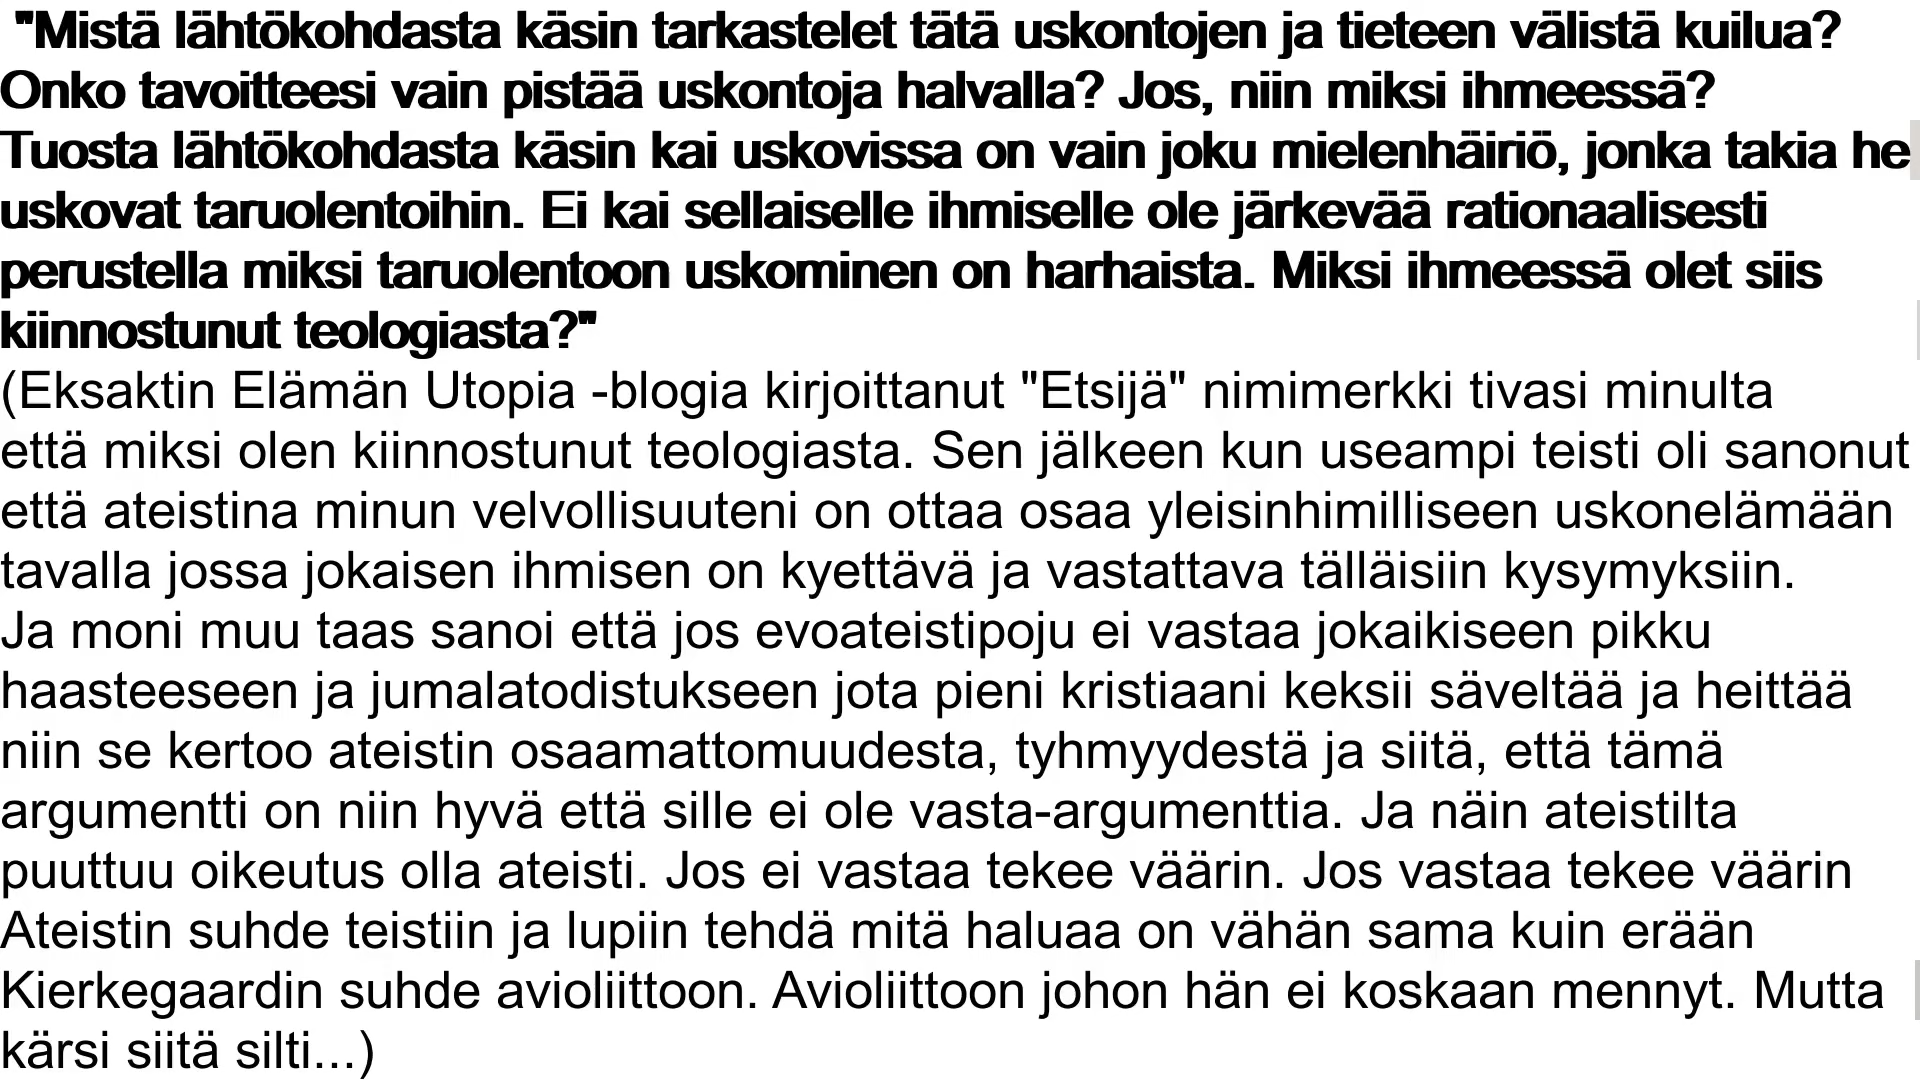 "Mistä lähtökohdasta käsin tarkastelet tätä uskontojen ja tieteen välistä kuilua?
Onko tavoitteesi vain pistää uskontoja halvalla? Jos, niin miksi ihmeessä?
Tuosta lähtökohdasta käsin kai uskovissa on vain joku mielenhäiriö, jonka takia he
uskovat taruolentoihin. Ei kai sellaiselle ihmiselle ole järkevää rationaalisesti
perustella miksi taruolentoon uskominen on harhaista. Miksi ihmeessä olet siis
kiinnostunut teologiasta?"
(Eksaktin Elämän Utopia -blogia kirjoittanut "Etsijä" nimimerkki tivasi minulta
että miksi olen kiinnostunut teologiasta. Sen jälkeen kun useampi teisti oli sanonut
että ateistina minun velvollisuuteni on ottaa osaa yleisinhimilliseen uskonelämään
tavalla jossa jokaisen ihmisen on kyettävä ja vastattava tälläisiin kysymyksiin.
Ja moni muu taas sanoi että jos evoateistipoju ei vastaa jokaikiseen pikku
haasteeseen ja jumalatodistukseen jota pieni kristiaani keksii säveltää ja heittää
niin se kertoo ateistin osaamattomuudesta, tyhmyydestä ja siitä, että tämä
argumentti on niin hyvä että sille ei ole vasta-argumenttia. Ja näin ateistilta
puuttuu oikeutus olla ateisti. Jos ei vastaa tekee väärin. Jos vastaa tekee väärin
Ateistin suhde teistiin ja lupiin tehdä mitä haluaa on vähän sama kuin erään
Kierkegaardin suhde avioliittoon. Avioliittoon johon hän ei koskaan mennyt. Mutta
kärsi siitä silti...)